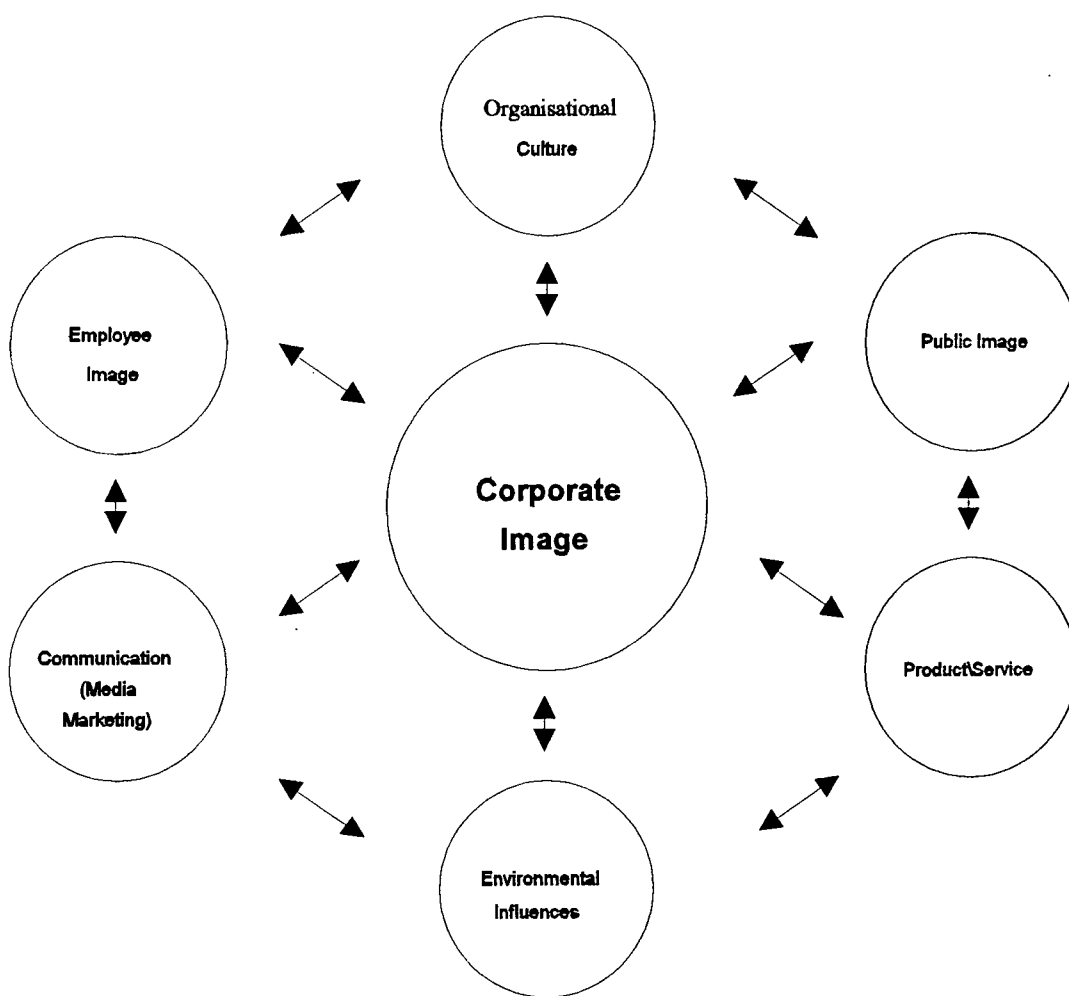 Organisational
Culture
Employee
Image
Public Image
Corporate
Image
Communication
(Media
Marketing)
Product\Service
Environmental
Influences